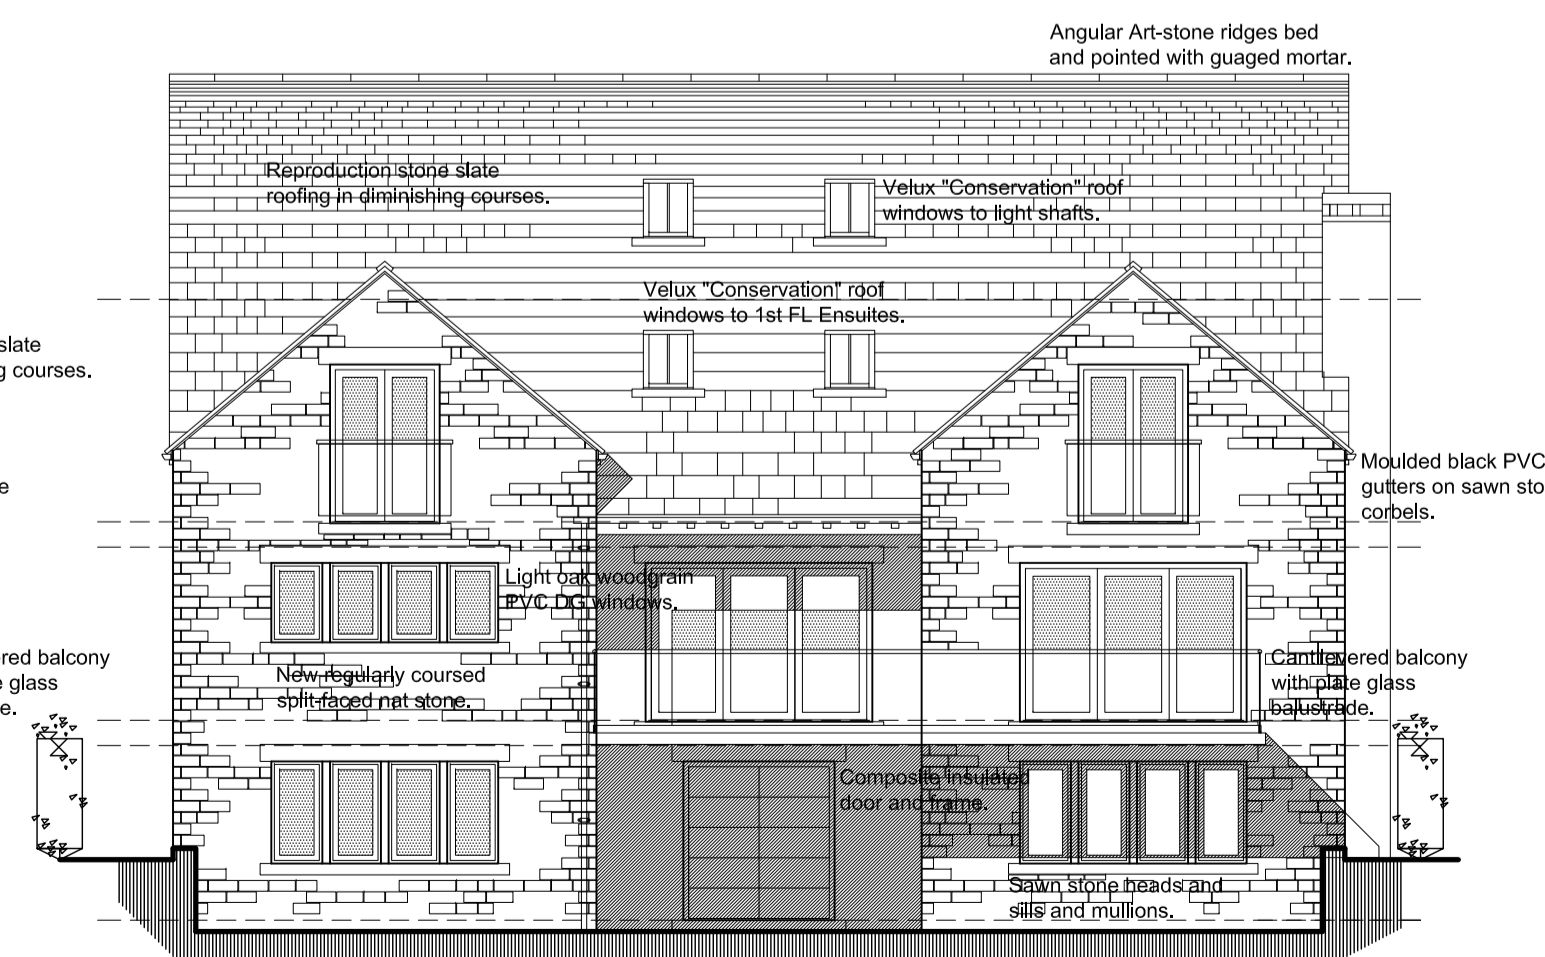 Angular Art-stone ridges bed
and pointed with guaged mortar.
Reproduction stone slate
roofing in diminishing courses.
Velux "Conservation" roof
windows to light shafts.
Velux "Conservation" roof
windows to 1st FL Ensuites.
slate
courses.
Moulded black PVC
gutters on sawn
corbels.
Light oak woodgrain
PVC DG windows.
balcony
glass
New regularly coursed
split-faced nat stone.
Cantilevered balcony
with plate glass
balustrade.
Composite insulated
door and frame.
Sawn stone heads and
sills and mullions.